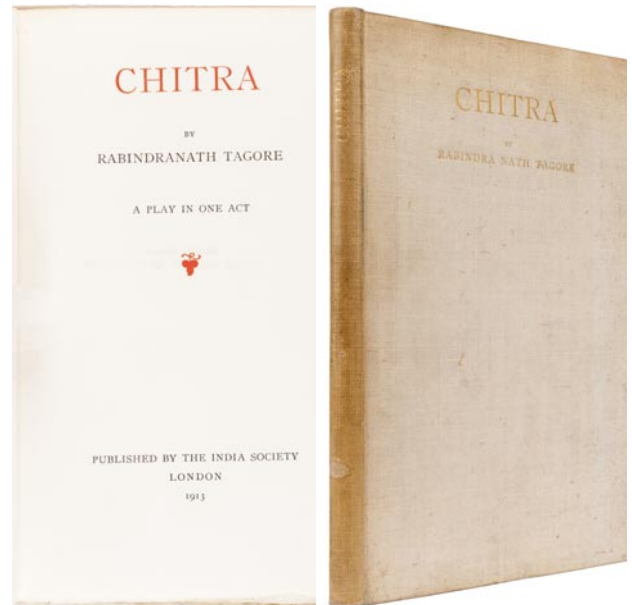 CHITRA
BY
RABINDRANATH TAGORE
A PLAY IN ONE ACT
PUBLISHED BY THE INDIA SOCIETY
LONDON
1913
CHITRA
BY
RABINDRA NATH TAGORE